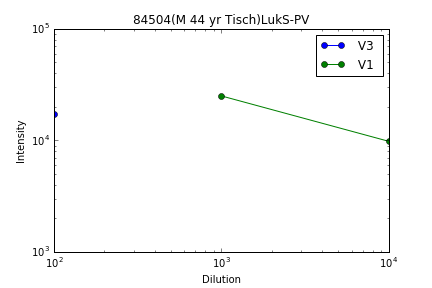 84504(M 44 yr Tisch)LukS-PV
10^5
V3
V1
10^4
10^3
Intensity
10^2 10^3 10^4
Dilution